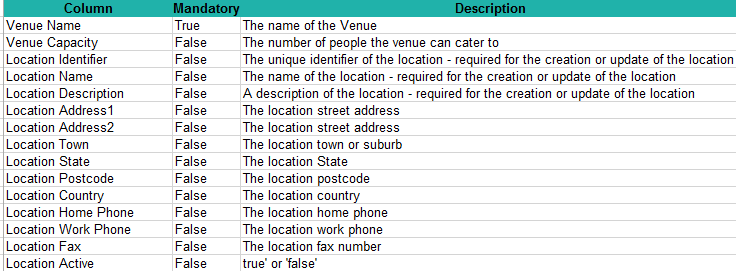 Column Mandatory Description
Venue Name True The name of the Venue
Venue Capacity False The number of people the venue can cater to
Location Identifier False The unique identifier of the location - required for the creation or update of the location
Location Name False The name of the location - required for the creation or update of the location
Location Description False A description of the location - required for the creation or update of the location
Location Address1 False The location street address
Location Address2 False The location street address
Location Town False The location town or suburb
Location State False The location State
Location Postcode False The location postcode
Location Country False The location country
Location Home Phone False The location home phone
Location Work Phone False The location work phone
Location Fax False The location fax number
Location Active False true' or 'false'